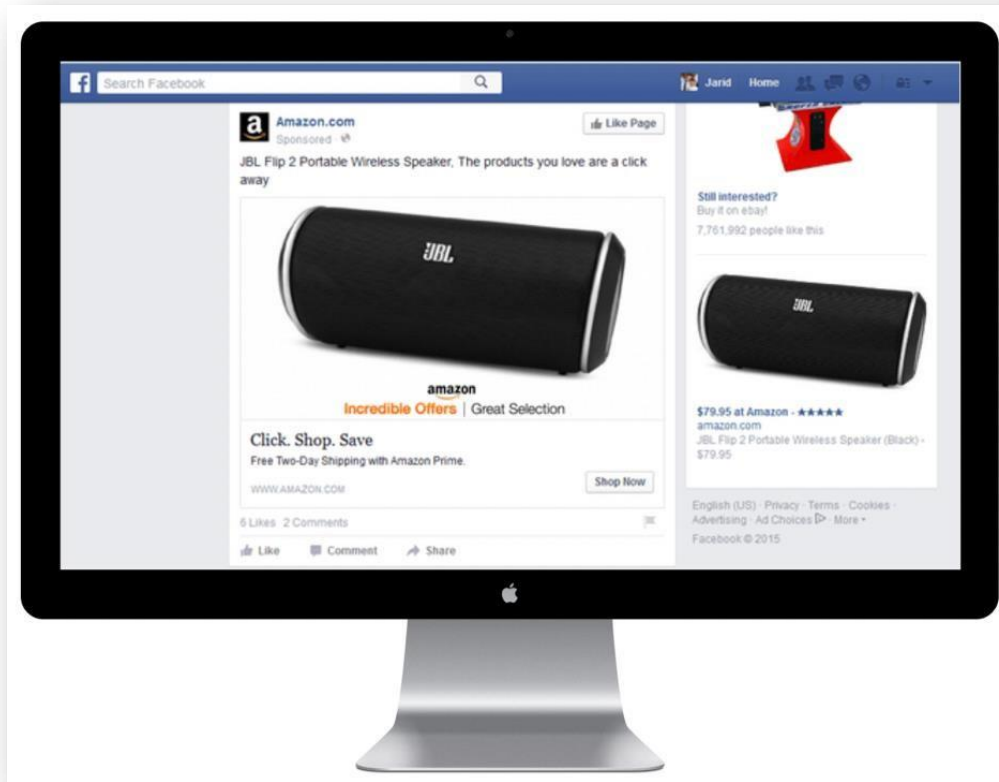 f
Search Facebook
Jarid Home
a
Amazon.com
Sponsored ·
Like Page
JBL Flip 2 Portable Wireless Speaker, The products you love are a click
away
JBL
amazon
Incredible Offers | Great Selection
Click. Shop. Save
Free Two-Day Shipping with Amazon Prime.
WWW.AMAZON.COM
Shop Now
6 Likes 2 Comments
Like Comment Share
Still interested?
Buy it on ebay!
7,761,992 people like this
JBL
$79.95 at Amazon - ★★★★★
amazon.com
JBL Flip 2 Portable Wireless Speaker (Black) -
$79.95
English (US) · Privacy · Terms · Cookies ·
Advertising · Ad Choices · More
Facebook © 2015